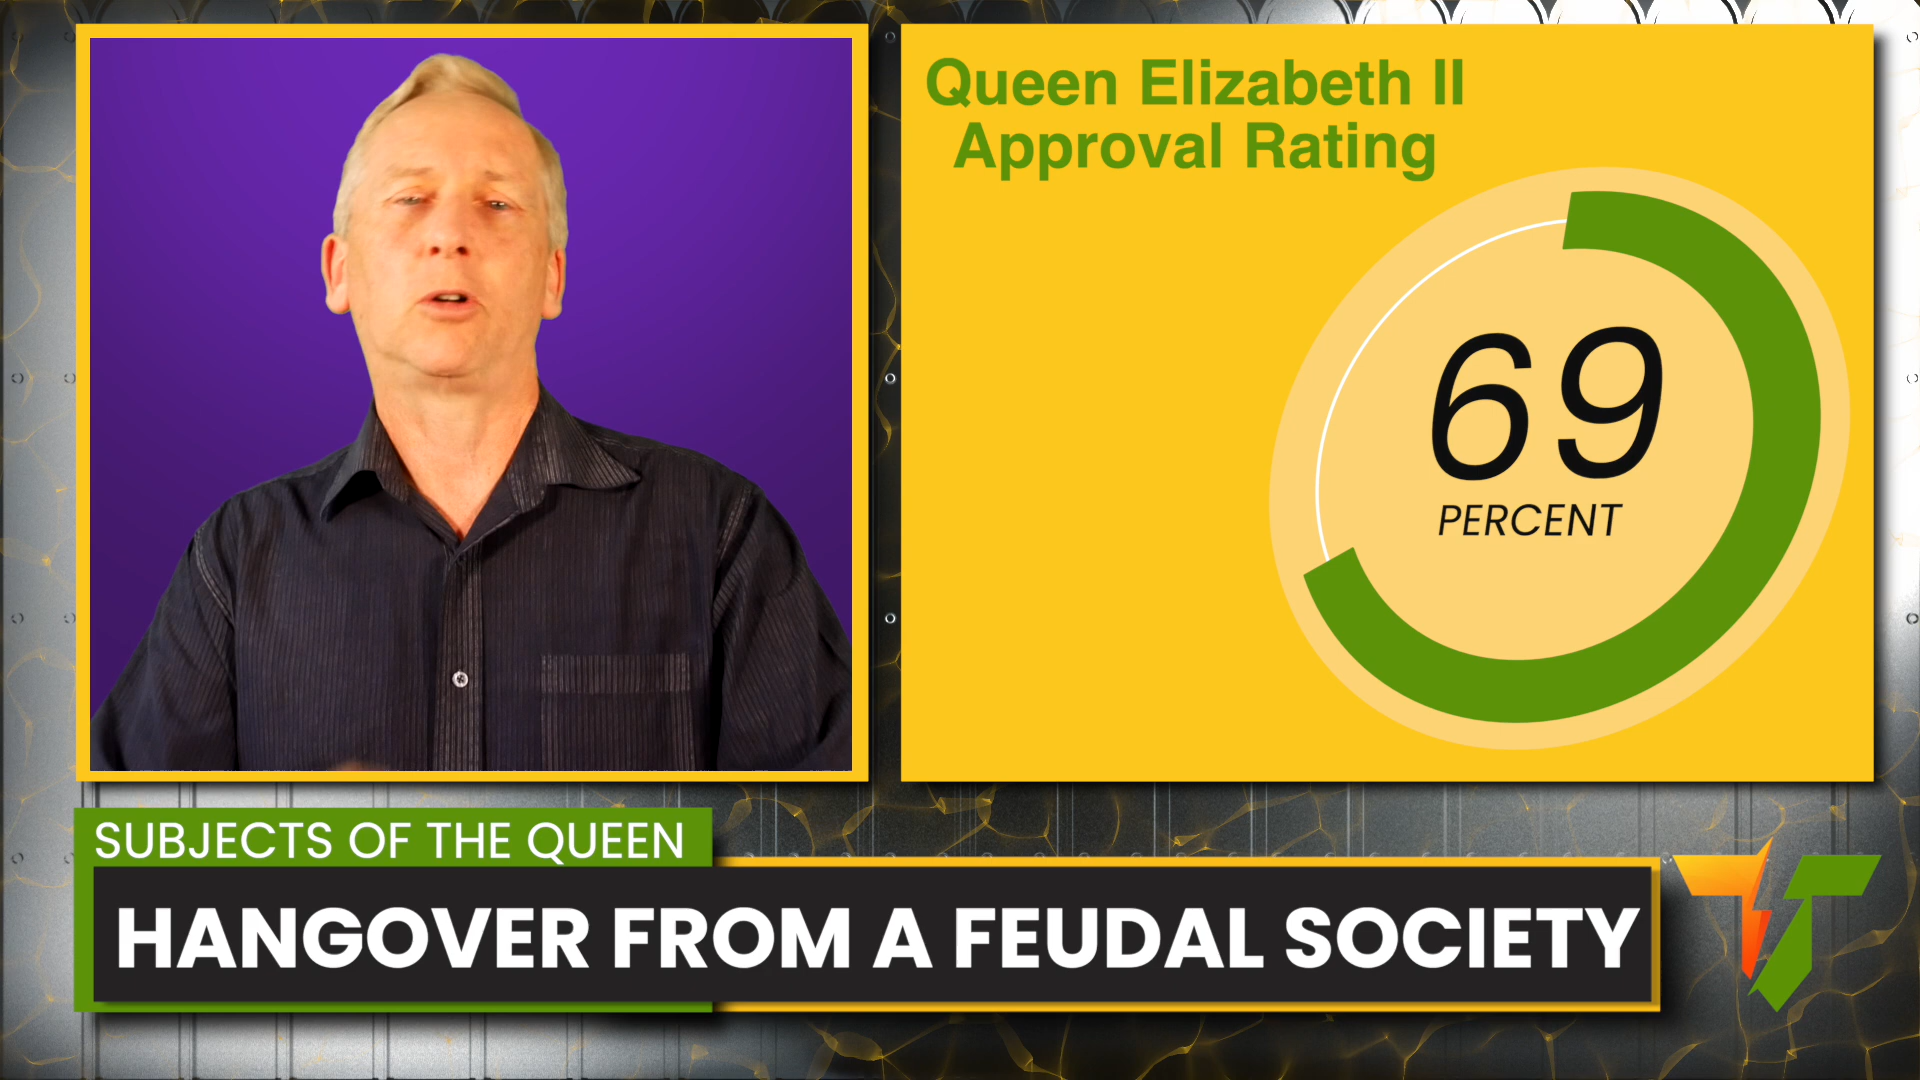 Queen Elizabeth II
Approval Rating
69
PERCENT
SUBJECTS OF THE QUEEN
HANGOVER FROM A FEUDAL SOCIETY